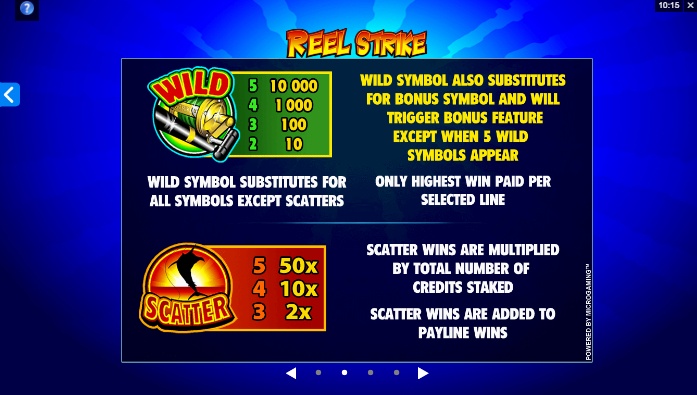 ?
10:15 ×
REEL STRIKE
WILD
5 10 000
4 1 000
3 100
2 10
WILD SYMBOL SUBSTITUTES FOR
ALL SYMBOLS EXCEPT SCATTERS
WILD SYMBOL ALSO SUBSTITUTES
FOR BONUS SYMBOL AND WILL
TRIGGER BONUS FEATURE
EXCEPT WHEN 5 WILD
SYMBOLS APPEAR
ONLY HIGHEST WIN PAID PER
SELECTED LINE
SCATTER
5 50x
4 10x
3 2x
SCATTER WINS ARE MULTIPLIED
BY TOTAL NUMBER OF
CREDITS STAKED
SCATTER WINS ARE ADDED TO
PAYLINE WINS
POWERED BY MICROGAMING™